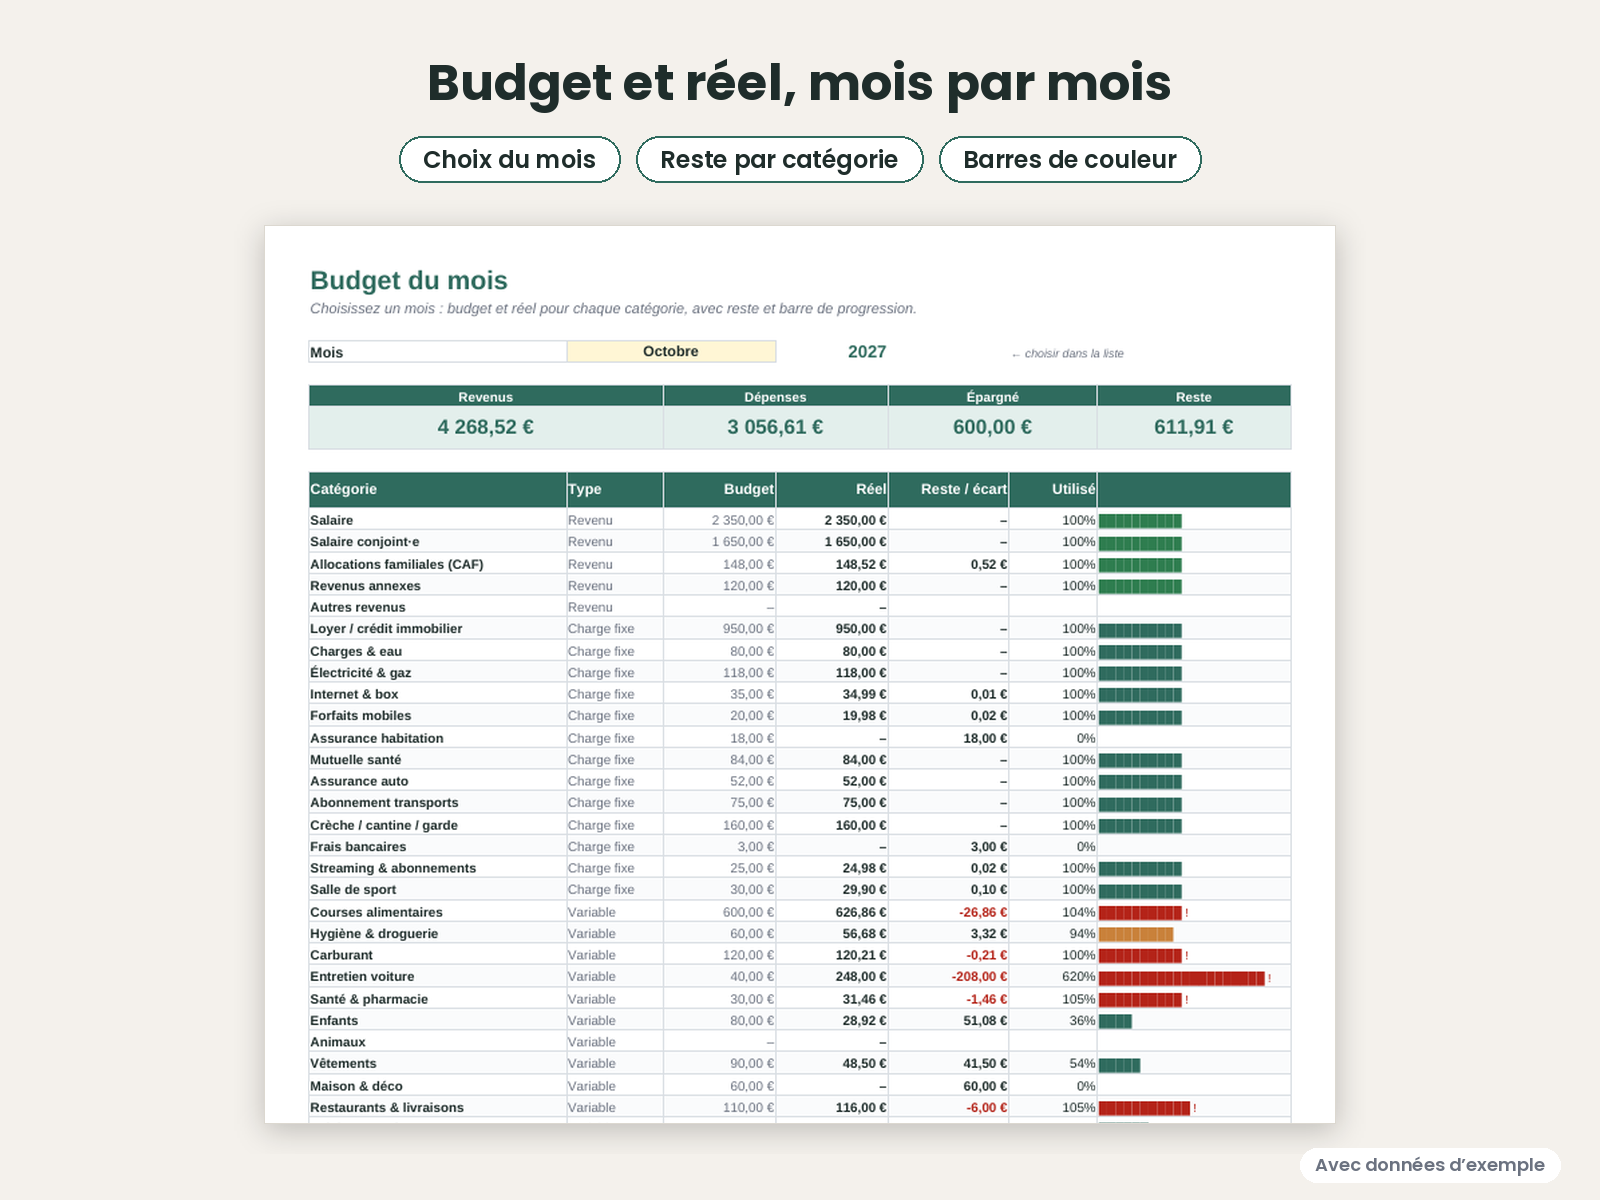 Budget et réel, mois par mois
Choix du mois Reste par catégorie Barres de couleur
Budget du mois
Choisissez un mois : budget et réel pour chaque catégorie, avec reste et barre de progression.
Mois Octobre 2027 ← choisir dans la liste
Revenus Dépenses Épargné Reste
4 268,52 € 3 056,61 € 600,00 € 611,91 €
Catégorie Type Budget Réel Reste / écart Utilisé
Salaire Revenu 2 350,00 € 2 350,00 € – 100%
Salaire conjoint·e Revenu 1 650,00 € 1 650,00 € – 100%
Allocations familiales (CAF) Revenu 148,00 € 148,52 € 0,52 € 100%
Revenus annexes Revenu 120,00 € 120,00 € – 100%
Autres revenus Revenu – –
Loyer / crédit immobilier Charge fixe 950,00 € 950,00 € – 100%
Charges & eau Charge fixe 80,00 € 80,00 € – 100%
Électricité & gaz Charge fixe 118,00 € 118,00 € – 100%
Internet & box Charge fixe 35,00 € 34,99 € 0,01 € 100%
Forfaits mobiles Charge fixe 20,00 € 19,98 € 0,02 € 100%
Assurance habitation Charge fixe 18,00 € – 18,00 € 0%
Mutuelle santé Charge fixe 84,00 € 84,00 € – 100%
Assurance auto Charge fixe 52,00 € 52,00 € – 100%
Abonnement transports Charge fixe 75,00 € 75,00 € – 100%
Crèche / cantine / garde Charge fixe 160,00 € 160,00 € – 100%
Frais bancaires Charge fixe 3,00 € – 3,00 € 0%
Streaming & abonnements Charge fixe 25,00 € 24,98 € 0,02 € 100%
Salle de sport Charge fixe 30,00 € 29,90 € 0,10 € 100%
Courses alimentaires Variable 600,00 € 626,86 € -26,86 € 104% !
Hygiène & droguerie Variable 60,00 € 56,68 € 3,32 € 94%
Carburant Variable 120,00 € 120,21 € -0,21 € 100% !
Entretien voiture Variable 40,00 € 248,00 € -208,00 € 620% !
Santé & pharmacie Variable 30,00 € 31,46 € -1,46 € 105% !
Enfants Variable 80,00 € 28,92 € 51,08 € 36%
Animaux Variable – –
Vêtements Variable 90,00 € 48,50 € 41,50 € 54%
Maison & déco Variable 60,00 € – 60,00 € 0%
Restaurants & livraisons Variable 110,00 € 116,00 € -6,00 € 105% !
Avec données d’exemple